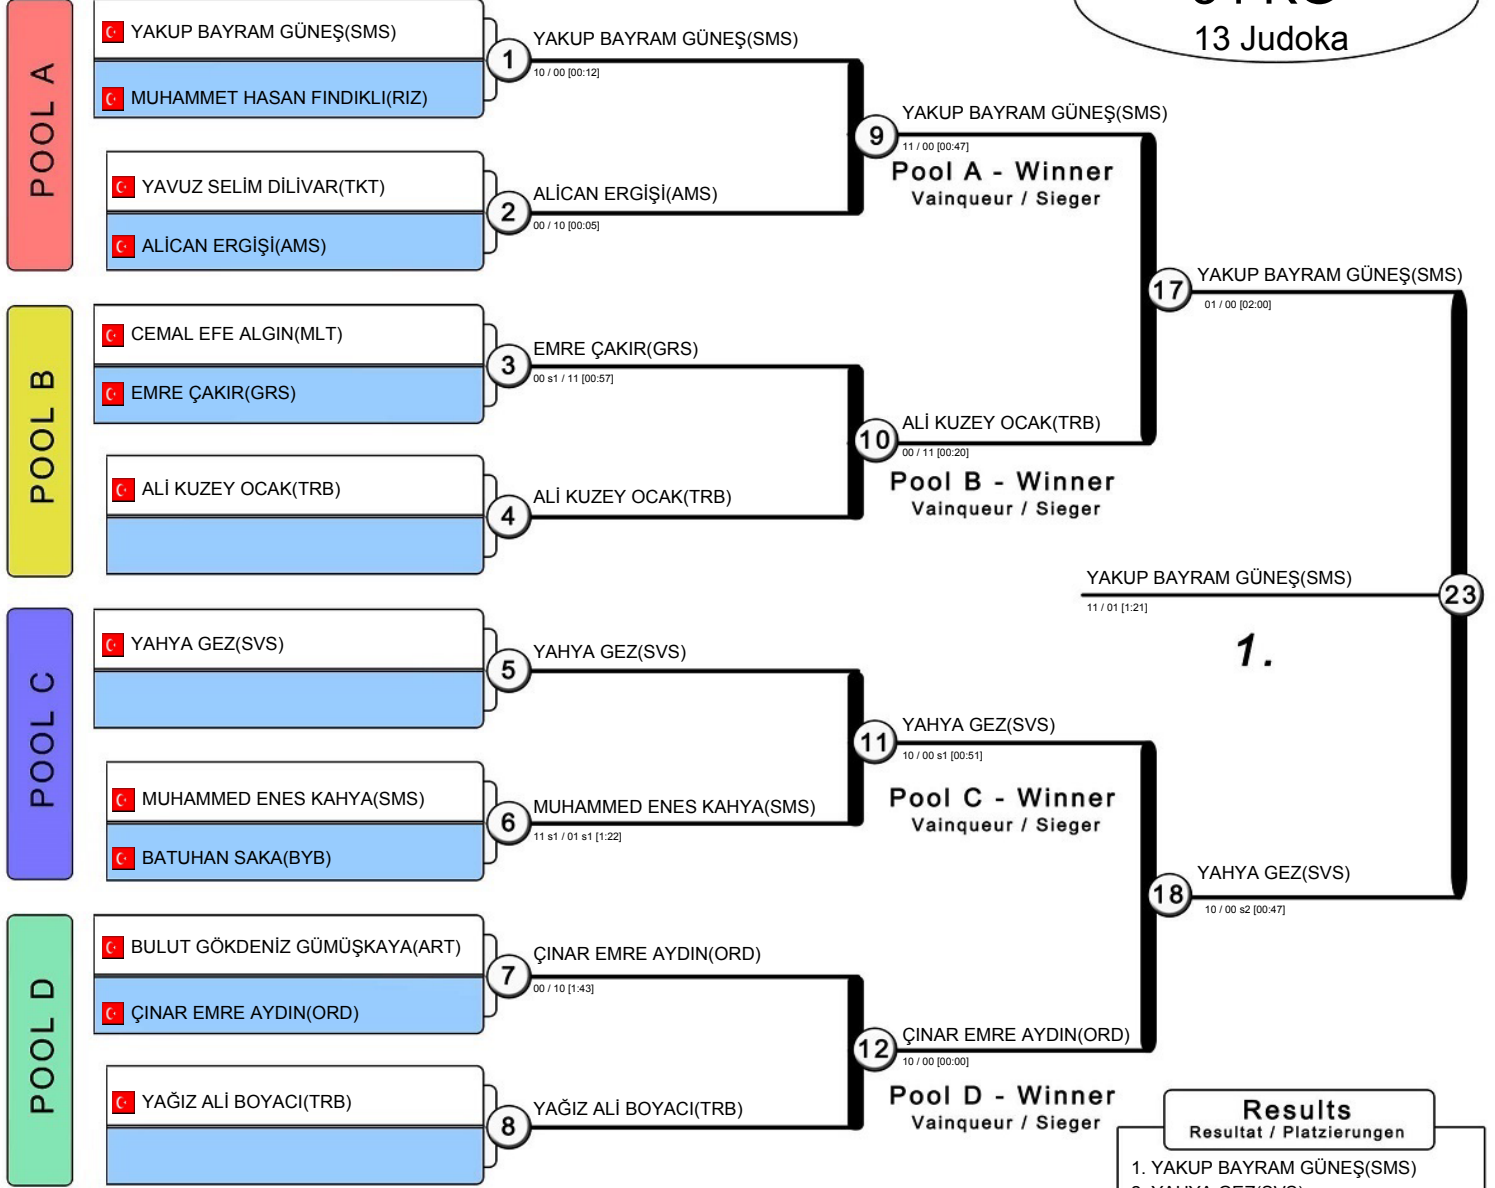 13 Judoka
POOL A
YAKUP BAYRAM GÜNEŞ(SMS)
MUHAMMET HASAN FINDIKLI(RIZ)
1
YAKUP BAYRAM GÜNEŞ(SMS)
10 / 00 [00:12]
YAVUZ SELİM DİLİVAR(TKT)
ALİCAN ERGİŞİ(AMS)
2
ALİCAN ERGİŞİ(AMS)
00 / 10 [00:05]
9
YAKUP BAYRAM GÜNEŞ(SMS)
11 / 00 [00:47]
Pool A - Winner
Vainqueur / Sieger
POOL B
CEMAL EFE ALGIN(MLT)
EMRE ÇAKIR(GRS)
3
EMRE ÇAKIR(GRS)
00 s1 / 11 [00:57]
ALİ KUZEY OCAK(TRB)
4
ALİ KUZEY OCAK(TRB)
10
ALİ KUZEY OCAK(TRB)
00 / 11 [00:20]
Pool B - Winner
Vainqueur / Sieger
17
YAKUP BAYRAM GÜNEŞ(SMS)
01 / 00 [02:00]
POOL C
YAHYA GEZ(SVS)
5
YAHYA GEZ(SVS)
MUHAMMED ENES KAHYA(SMS)
BATUHAN SAKA(BYB)
6
MUHAMMED ENES KAHYA(SMS)
11 s1 / 01 s1 [1:22]
11
YAHYA GEZ(SVS)
10 / 00 s1 [00:51]
Pool C - Winner
Vainqueur / Sieger
POOL D
BULUT GÖKDENİZ GÜMÜŞKAYA(ART)
ÇINAR EMRE AYDIN(ORD)
7
ÇINAR EMRE AYDIN(ORD)
00 / 10 [1:43]
YAĞIZ ALİ BOYACI(TRB)
8
YAĞIZ ALİ BOYACI(TRB)
12
ÇINAR EMRE AYDIN(ORD)
10 / 00 [00:00]
Pool D - Winner
Vainqueur / Sieger
18
YAHYA GEZ(SVS)
10 / 00 s2 [00:47]
YAKUP BAYRAM GÜNEŞ(SMS)
11 / 01 [1:21]
23
1.
Results
Resultat / Platzierungen
1. YAKUP BAYRAM GÜNEŞ(SMS)